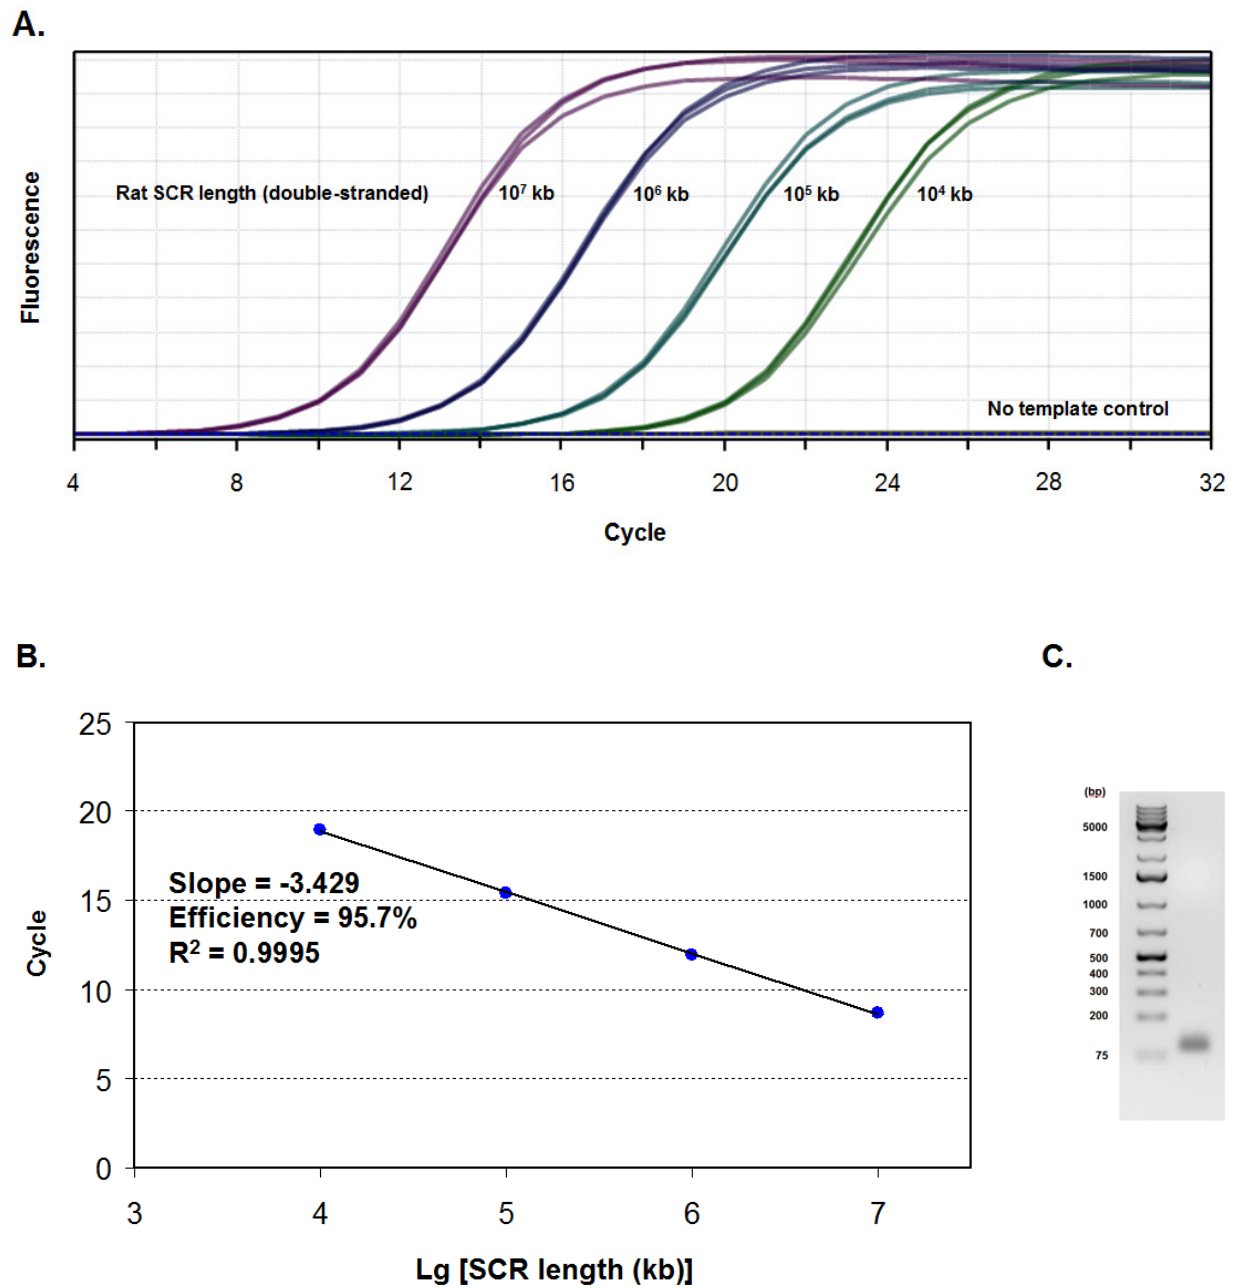 A.
Fluorescence
Rat SCR length (double-stranded)
10⁷ kb
10⁶ kb
10⁵ kb
10⁴ kb
No template control
4 8 12 16 20 24 28 32
Cycle
B.
25
20
15
10
5
0
Cycle
Slope = -3.429
Efficiency = 95.7%
R² = 0.9995
3 4 5 6 7
Lg [SCR length (kb)]
C.
(bp)
5000
1500
1000
700
500
400
300
200
75